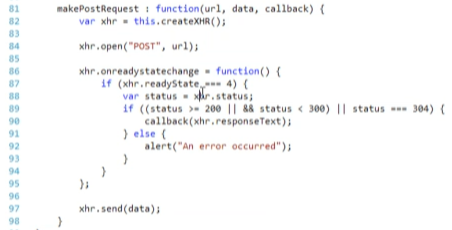 81 makePostRequest : function(url, data, callback) {
82 var xhr = this.createXHR();
83
84 xhr.open("POST", url);
85
86 xhr.onreadystatechange = function() {
87 if (xhr.readyState === 4) {
88 var status = xhr.status;
89 if ((status >= 200 || && status < 300) || status === 304) {
90 callback(xhr.responseText);
91 } else {
92 alert("An error occurred");
93 }
94 }
95 };
96
97 xhr.send(data);
98 }